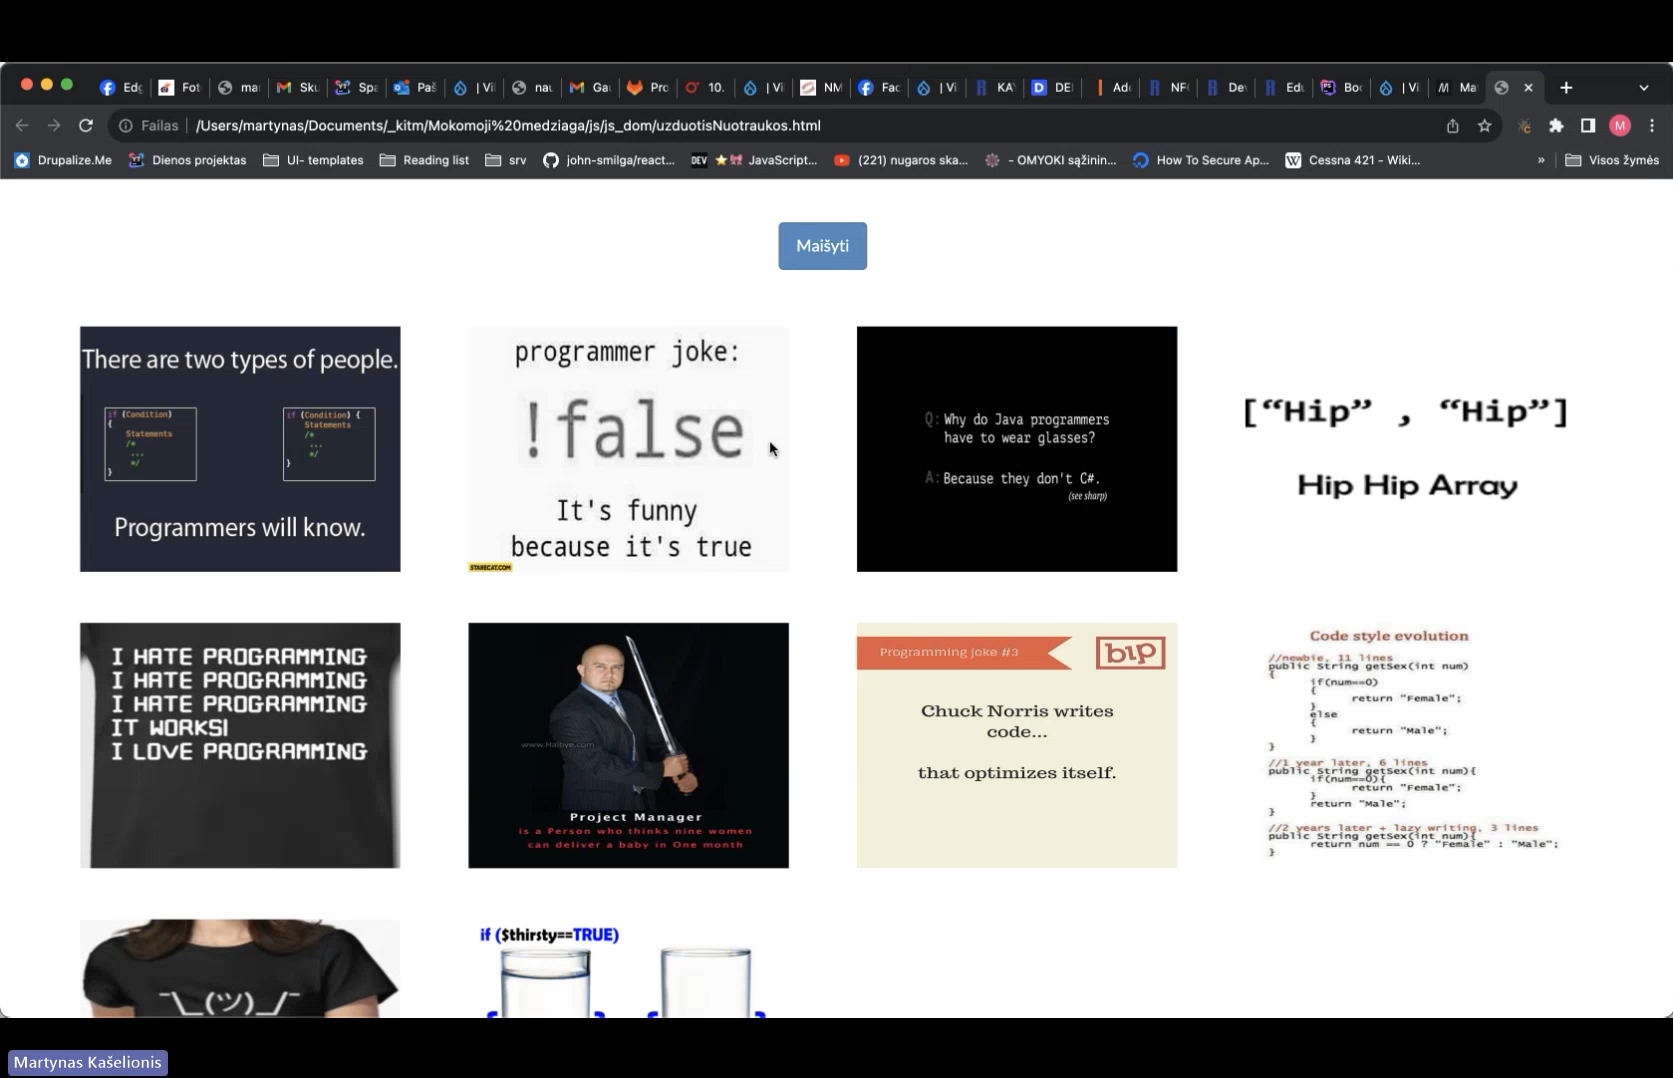 Edg
Fot
mai
Sku
Spa
Paš
| Vil
nau
Gau
Pro
10.
| Vi
NM
Fac
| Vi
KA
DE
Ad
NF
De
Edu
Bo
| Vi
Ma
Failas
/Users/martynas/Documents/_kitm/Mokomoji%20medziaga/js/js_dom/uzduotisNuotraukos.html
M
Drupalize.Me
Dienos projektas
UI- templates
Reading list
srv
john-smilga/react...
DEV
JavaScript...
(221) nugaros ska...
- OMYOKI sąžinin...
How To Secure Ap...
W Cessna 421 - Wiki...
»
Visos žymės
Maišyti
There are two types of people.
if (Condition)
{
Statements
/*
...
*/
}
if (Condition) {
Statements
/*
...
*/
}
Programmers will know.
programmer joke:
!false
It's funny
because it's true
STARECAT.COM
Q: Why do Java programmers
have to wear glasses?
A: Because they don't C#.
(see sharp)
[“Hip” , “Hip”]
Hip Hip Array
I HATE PROGRAMMING
I HATE PROGRAMMING
I HATE PROGRAMMING
IT WORKS!
I LOVE PROGRAMMING
Project Manager
is a Person who thinks nine women
can deliver a baby in One month
Programming joke #3
bip
Chuck Norris writes
code...
that optimizes itself.
Code style evolution
//newbie, 11 lines
public String getSex(int num)
{
if(num==0)
{
return "Female";
}
else
{
return "Male";
}
}
//1 year later, 6 lines
public String getSex(int num){
if(num==0){
return "Female";
}
return "Male";
}
//2 years later + lazy writing, 3 lines
public String getSex(int num){
return num == 0 ? "Female" : "Male";
}
¯\_(ツ)_/¯
if ($thirsty==TRUE)
Martynas Kašelionis